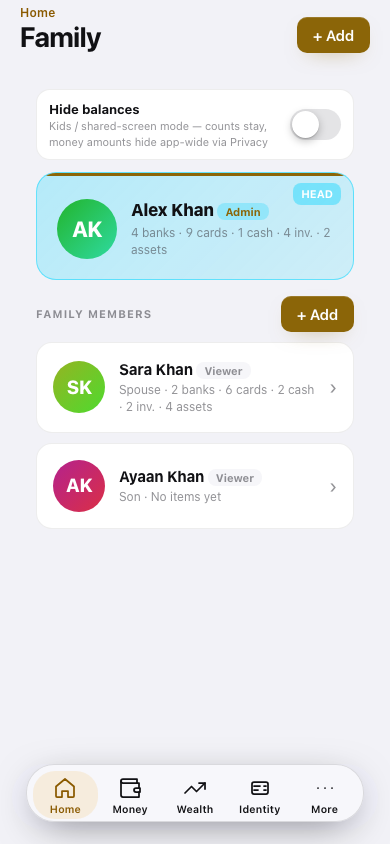 Home
Family
+ Add
Hide balances
Kids / shared-screen mode — counts stay,
money amounts hide app-wide via Privacy
HEAD
AK
Alex Khan Admin
4 banks · 9 cards · 1 cash · 4 inv. · 2
assets
FAMILY MEMBERS
+ Add
SK
Sara Khan Viewer
Spouse · 2 banks · 6 cards · 2 cash
· 2 inv. · 4 assets
AK
Ayaan Khan Viewer
Son · No items yet
Home
Money
Wealth
Identity
More